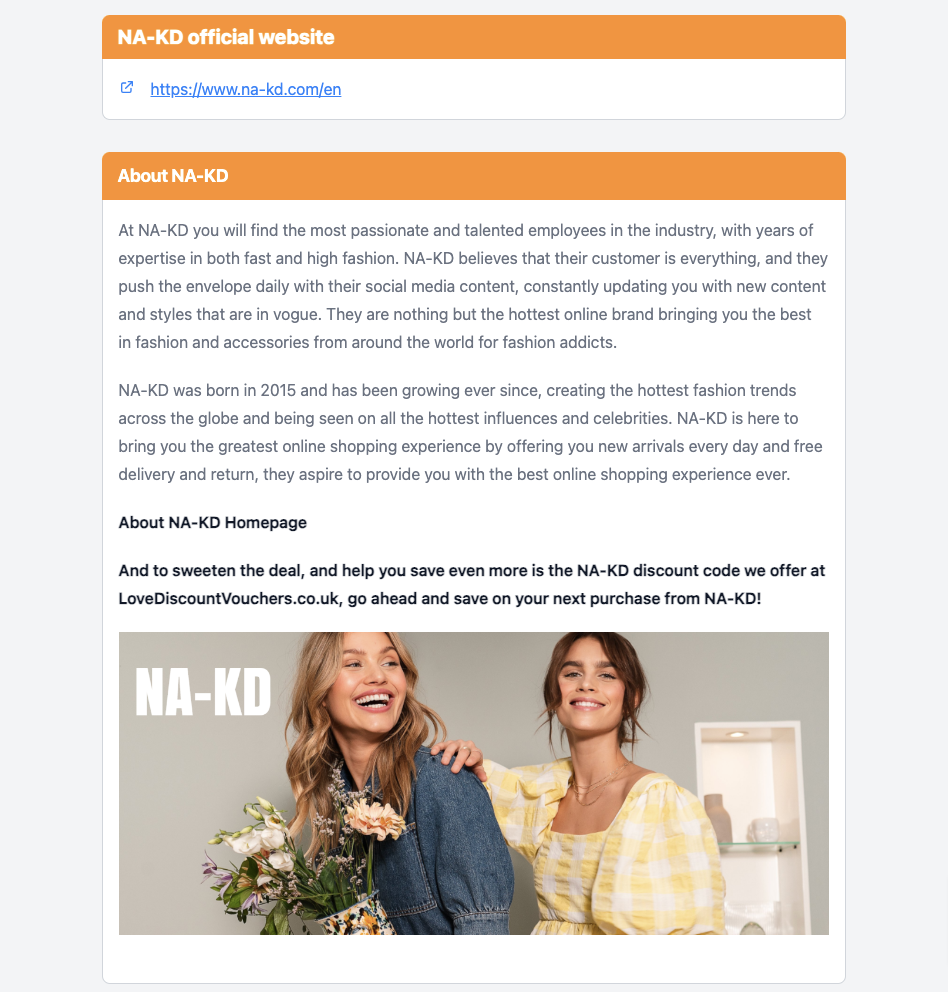 NA-KD official website
https://www.na-kd.com/en
About NA-KD
At NA-KD you will find the most passionate and talented employees in the industry, with years of
expertise in both fast and high fashion. NA-KD believes that their customer is everything, and they
push the envelope daily with their social media content, constantly updating you with new content
and styles that are in vogue. They are nothing but the hottest online brand bringing you the best
in fashion and accessories from around the world for fashion addicts.
NA-KD was born in 2015 and has been growing ever since, creating the hottest fashion trends
across the globe and being seen on all the hottest influences and celebrities. NA-KD is here to
bring you the greatest online shopping experience by offering you new arrivals every day and free
delivery and return, they aspire to provide you with the best online shopping experience ever.
About NA-KD Homepage
And to sweeten the deal, and help you save even more is the NA-KD discount code we offer at
LoveDiscountVouchers.co.uk, go ahead and save on your next purchase from NA-KD!
NA-KD